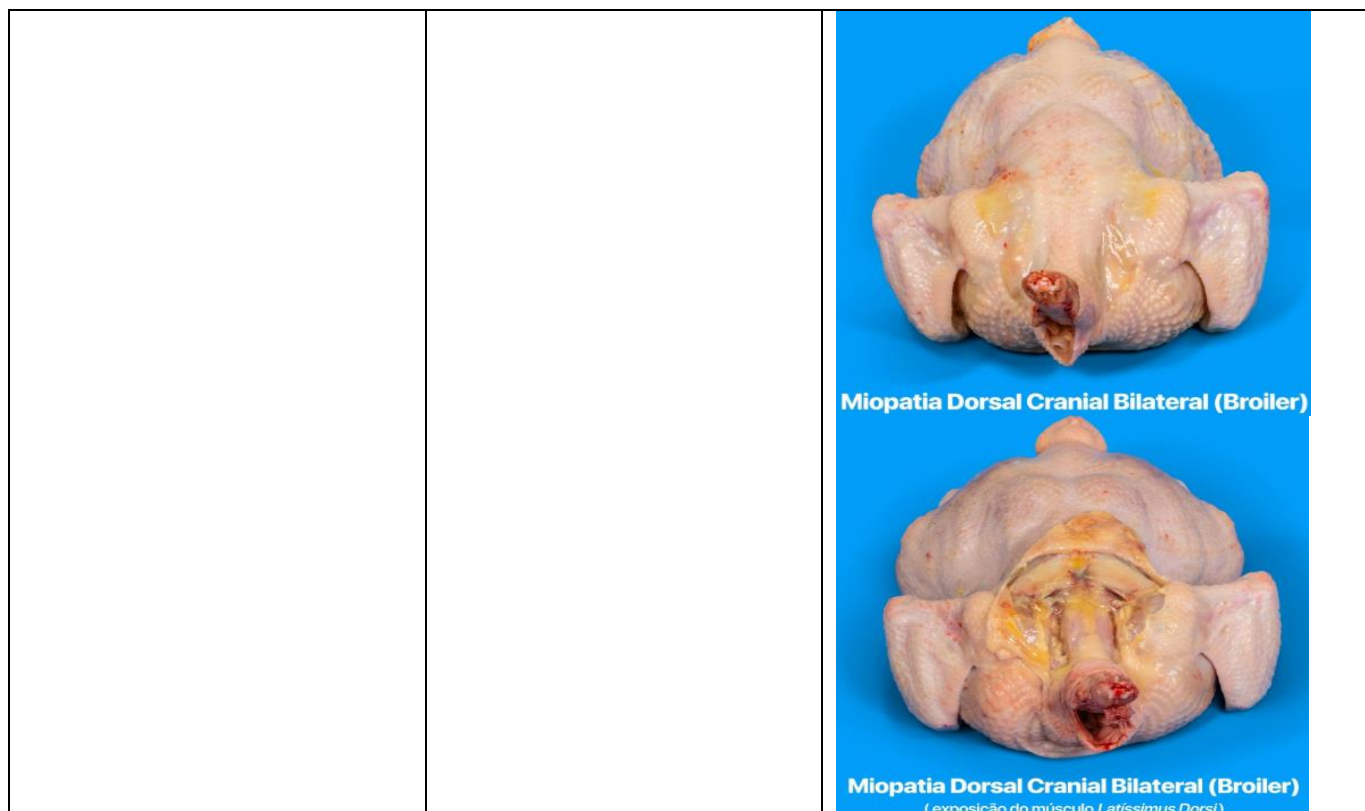 Miopatia Dorsal Cranial Bilateral (Broiler)
Miopatia Dorsal Cranial Bilateral (Broiler)
(exposição do músculo Latíssimus Dorsi)